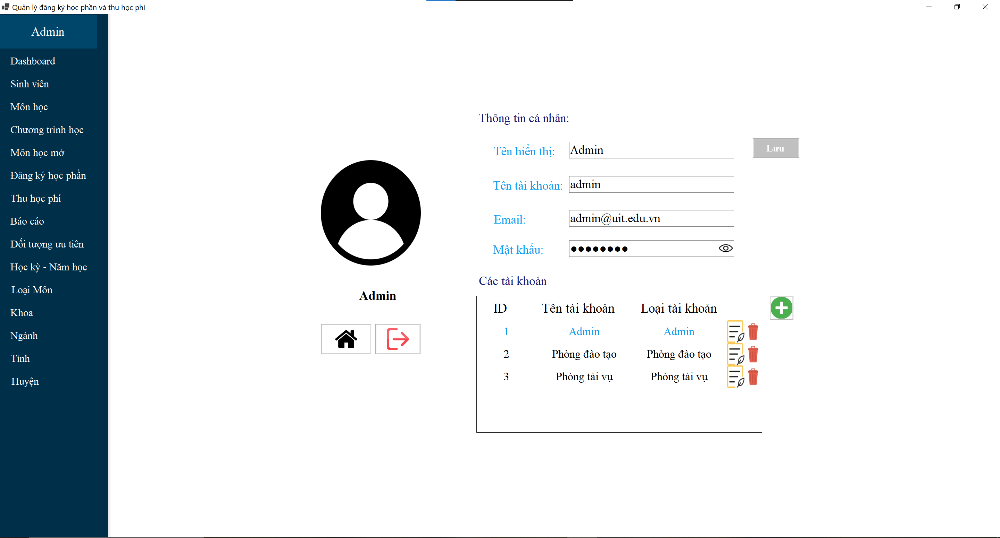 Quản lý đăng ký học phần và thu học phí
Admin
Dashboard
Sinh viên
Môn học
Chương trình học
Môn học mở
Đăng ký học phần
Thu học phí
Báo cáo
Đối tượng ưu tiên
Học kỳ - Năm học
Loại Môn
Khoa
Ngành
Tỉnh
Huyện
Admin
Thông tin cá nhân:
Tên hiển thị: Admin Lưu
Tên tài khoản: admin
Email: admin@uit.edu.vn
Mật khẩu: ●●●●●●●●
Các tài khoản
ID Tên tài khoản Loại tài khoản
1 Admin Admin
2 Phòng đào tạo Phòng đào tạo
3 Phòng tài vụ Phòng tài vụ